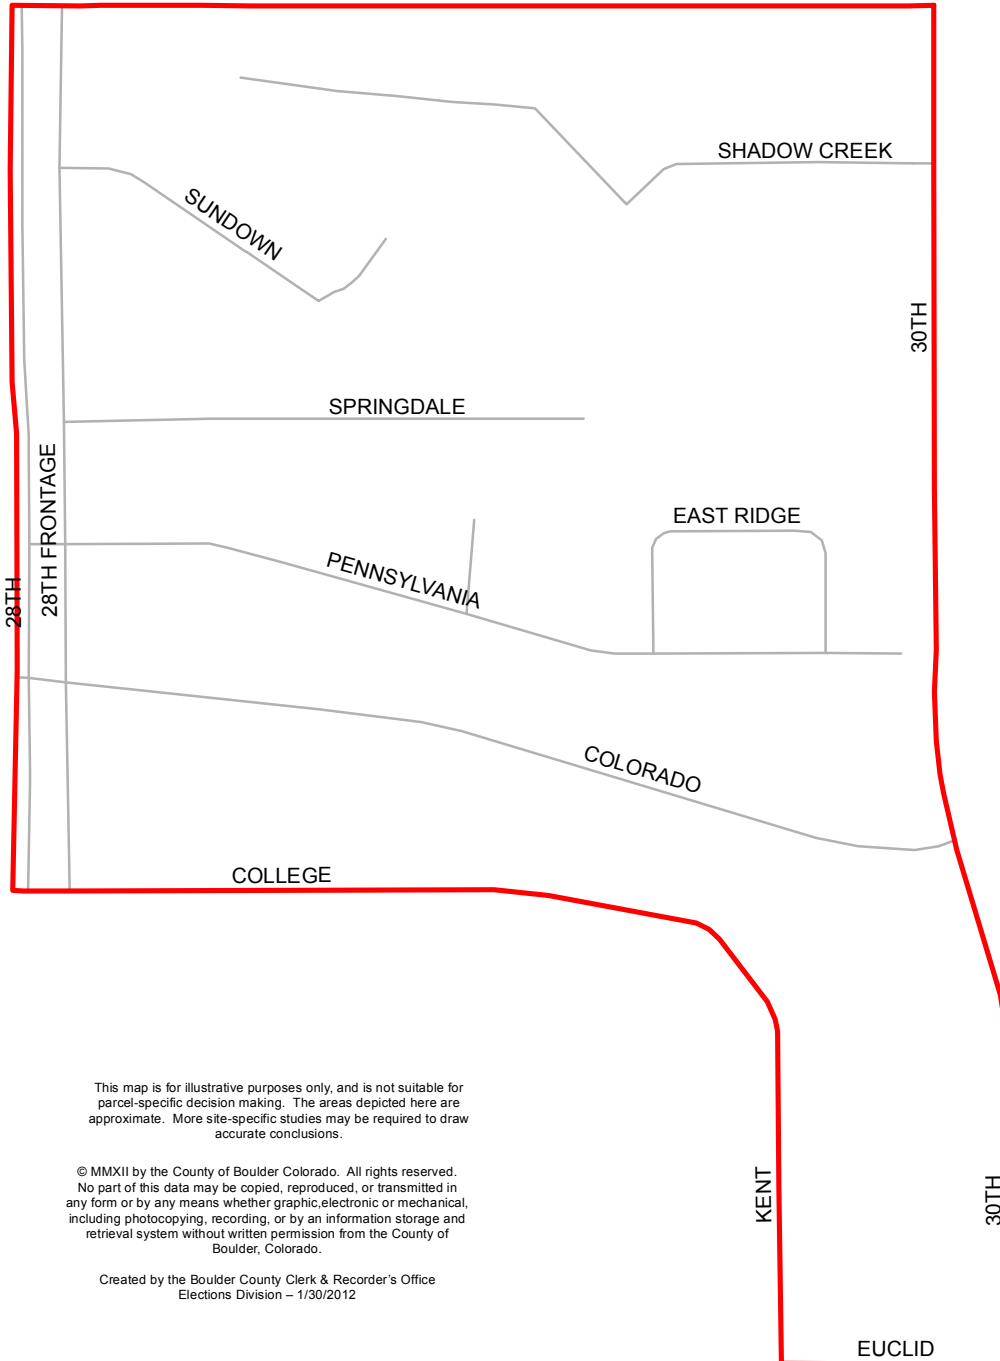 SHADOW CREEK
SUNDOWN
30TH
SPRINGDALE
28TH FRONTAGE
EAST RIDGE
PENNSYLVANIA
28TH
COLORADO
COLLEGE
This map is for illustrative purposes only, and is not suitable for
parcel-specific decision making.  The areas depicted here are
approximate.  More site-specific studies may be required to draw
accurate conclusions.
© MMXII by the County of Boulder Colorado.  All rights reserved.
No part of this data may be copied, reproduced, or transmitted in
any form or by any means whether graphic,electronic or mechanical,
including photocopying, recording, or by an information storage and
retrieval system without written permission from the County of
Boulder, Colorado.
Created by the Boulder County Clerk & Recorder's Office
Elections Division – 1/30/2012
KENT
30TH
EUCLID